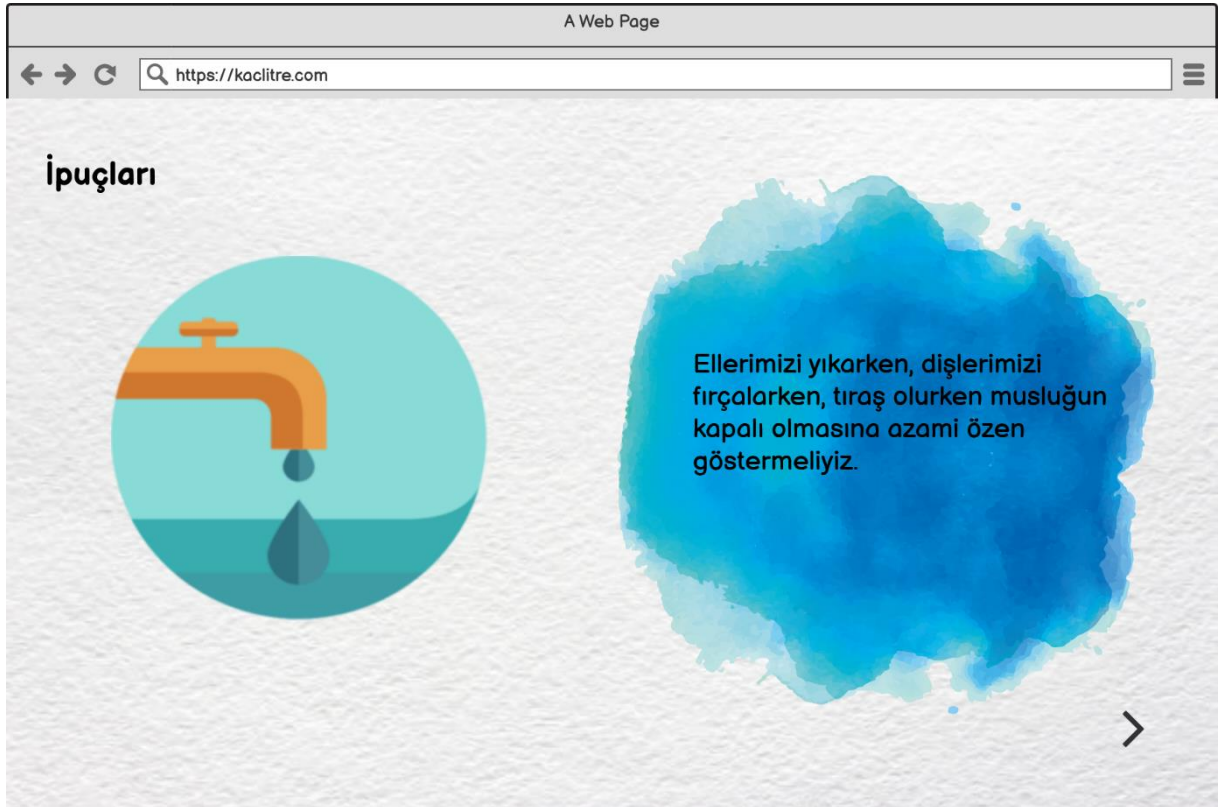 A Web Page
https://kaclitre.com
İpuçları
Ellerimizi yıkarken, dişlerimizi
fırçalarken, tıraş olurken musluğun
kapalı olmasına azami özen
göstermeliyiz.